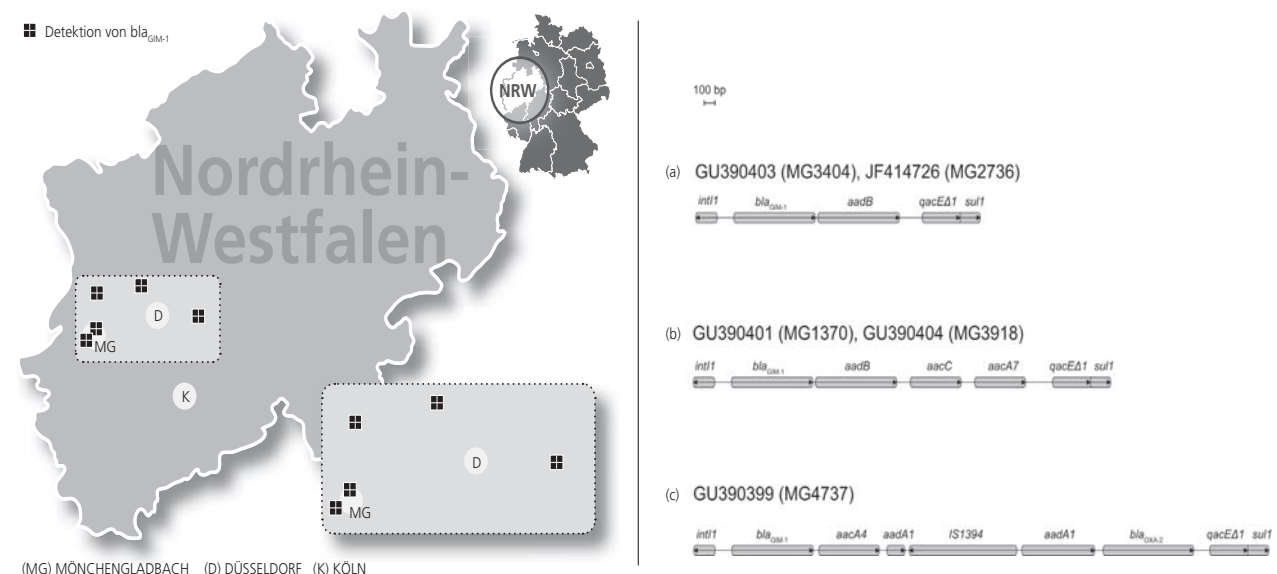 Detektion von bla GIM-1
NRW
Nordrhein-
Westfalen
D
MG
K
D
MG
(MG) MÖNCHENGLADBACH (D) DÜSSELDORF (K) KÖLN
100 bp
(a) GU390403 (MG3404), JF414726 (MG2736)
intI1 bla GIM-1 aadB qacEΔ1 sul1
(b) GU390401 (MG1370), GU390404 (MG3918)
intI1 bla GIM-1 aadB aacC aacA7 qacEΔ1 sul1
(c) GU390399 (MG4737)
intI1 bla GIM-1 aacA4 aadA1 IS1394 aadA1 bla OXA-2 qacEΔ1 sul1